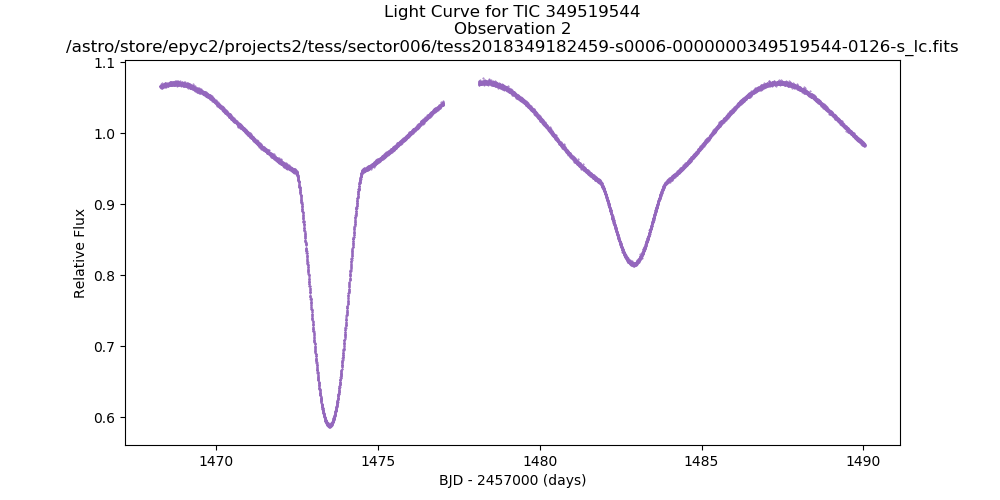 Light Curve for TIC 349519544
Observation 2
/astro/store/epyc2/projects2/tess/sector006/tess2018349182459-s0006-0000000349519544-0126-s_lc.fits
1.1
1.0
0.9
0.8
0.7
0.6
Relative Flux
1470
1475
1480
1485
1490
BJD - 2457000 (days)